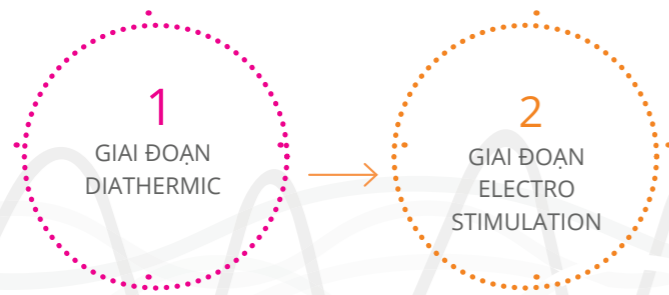 1
GIAI ĐOẠN
DIATHERMIC
2
GIAI ĐOẠN
ELECTRO
STIMULATION